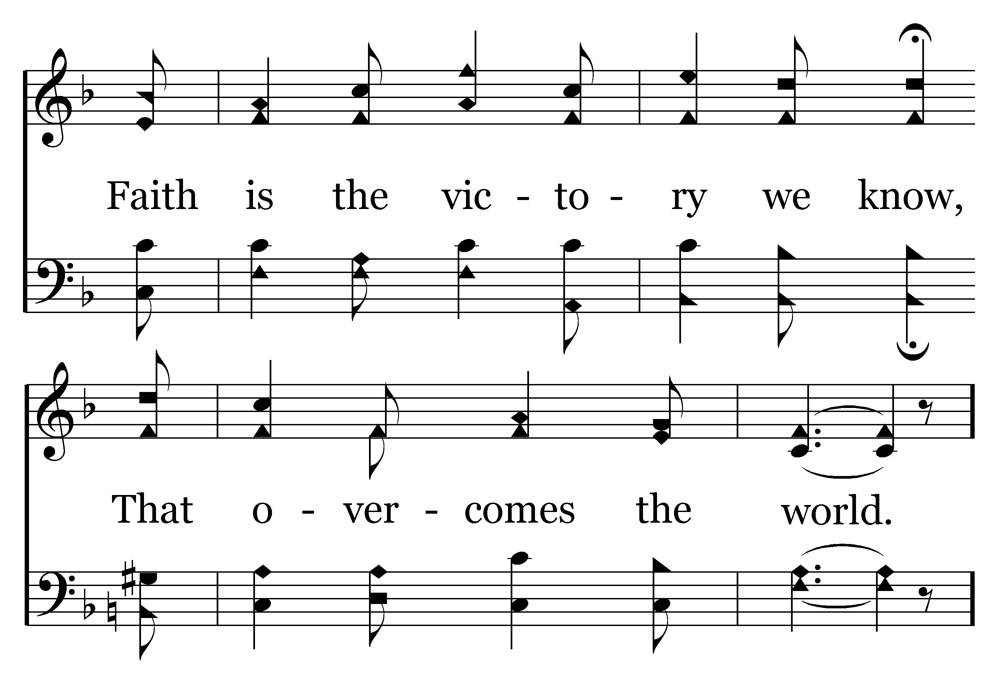 Faith is the vic - to - ry we know,
That o - ver - comes the world.